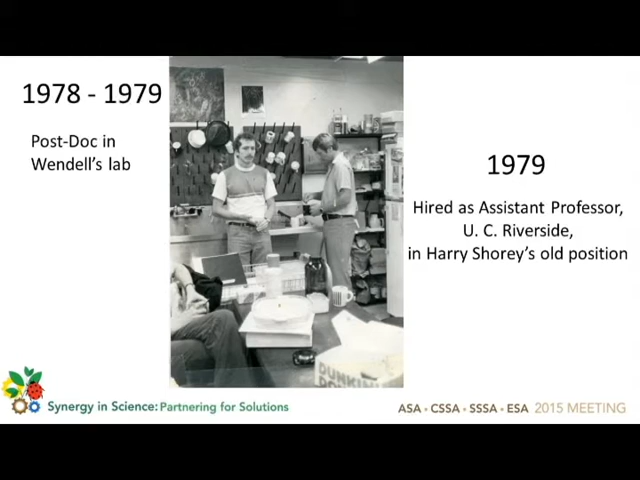 1978 - 1979
Post-Doc in
Wendell's lab
1979
Hired as Assistant Professor,
U. C. Riverside,
in Harry Shorey's old position
DUNKIN
Synergy in Science: Partnering for Solutions
ASA • CSSA • SSSA • ESA 2015 MEETING